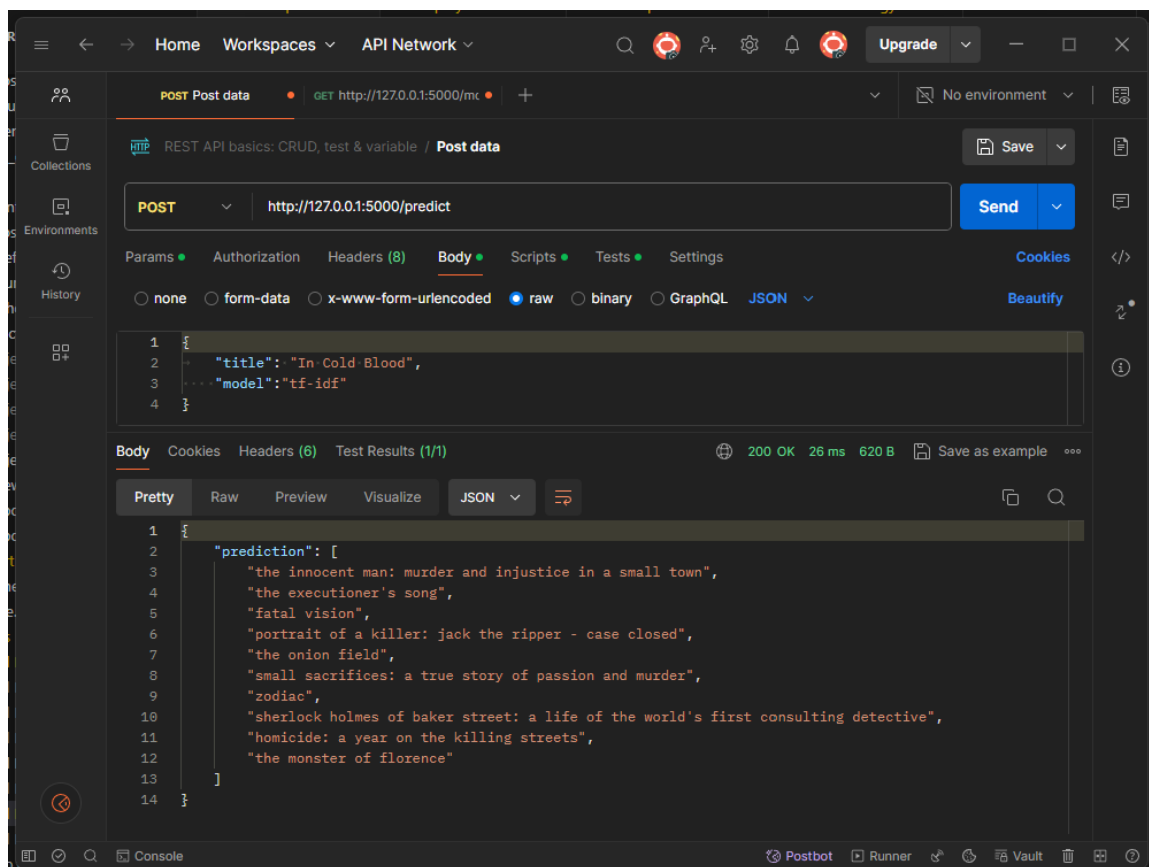 Home Workspaces API Network Upgrade
POST Post data GET http://127.0.0.1:5000/mc No environment
HTTP REST API basics: CRUD, test & variable / Post data Save
Collections
Environments
History
POST http://127.0.0.1:5000/predict Send
Params Authorization Headers (8) Body Scripts Tests Settings Cookies
none form-data x-www-form-urlencoded raw binary GraphQL JSON Beautify
1 {
2 "title": "In Cold Blood",
3 "model":"tf-idf"
4 }
Body Cookies Headers (6) Test Results (1/1) 200 OK 26 ms 620 B Save as example
Pretty Raw Preview Visualize JSON
1 {
2 "prediction": [
3 "the innocent man: murder and injustice in a small town",
4 "the executioner's song",
5 "fatal vision",
6 "portrait of a killer: jack the ripper - case closed",
7 "the onion field",
8 "small sacrifices: a true story of passion and murder",
9 "zodiac",
10 "sherlock holmes of baker street: a life of the world's first consulting detective",
11 "homicide: a year on the killing streets",
12 "the monster of florence"
13 ]
14 }
Console Postbot Runner Vault